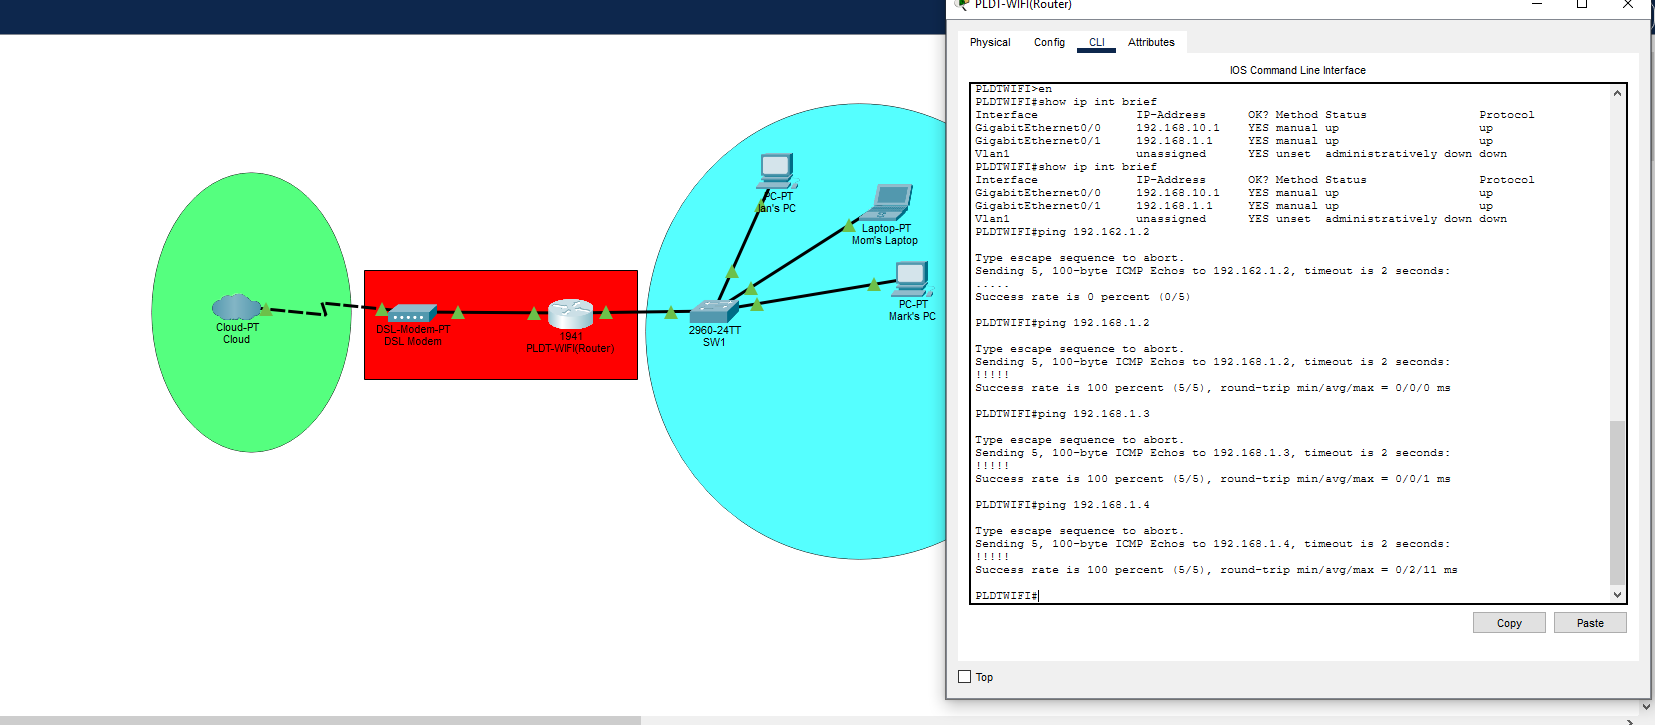 PLDT-WIFI(Router)
Physical Config CLI Attributes
IOS Command Line Interface
PLDTWIFI>en
PLDTWIFI#show ip int brief
Interface IP-Address OK? Method Status Protocol
GigabitEthernet0/0 192.168.10.1 YES manual up up
GigabitEthernet0/1 192.168.1.1 YES manual up up
Vlan1 unassigned YES unset administratively down down
PLDTWIFI#show ip int brief
Interface IP-Address OK? Method Status Protocol
GigabitEthernet0/0 192.168.10.1 YES manual up up
GigabitEthernet0/1 192.168.1.1 YES manual up up
Vlan1 unassigned YES unset administratively down down
PLDTWIFI#ping 192.162.1.2
Type escape sequence to abort.
Sending 5, 100-byte ICMP Echos to 192.162.1.2, timeout is 2 seconds:
.....
Success rate is 0 percent (0/5)
PLDTWIFI#ping 192.168.1.2
Type escape sequence to abort.
Sending 5, 100-byte ICMP Echos to 192.168.1.2, timeout is 2 seconds:
!!!!!
Success rate is 100 percent (5/5), round-trip min/avg/max = 0/0/0 ms
PLDTWIFI#ping 192.168.1.3
Type escape sequence to abort.
Sending 5, 100-byte ICMP Echos to 192.168.1.3, timeout is 2 seconds:
!!!!!
Success rate is 100 percent (5/5), round-trip min/avg/max = 0/0/1 ms
PLDTWIFI#ping 192.168.1.4
Type escape sequence to abort.
Sending 5, 100-byte ICMP Echos to 192.168.1.4, timeout is 2 seconds:
!!!!!
Success rate is 100 percent (5/5), round-trip min/avg/max = 0/2/11 ms
PLDTWIFI#
Copy Paste
Top
Cloud-PT
Cloud
DSL-Modem-PT
DSL Modem
1941
PLDT-WIFI(Router)
2960-24TT
SW1
PC-PT
PC
Laptop-PT
Mom's Laptop
PC-PT
Mark's PC